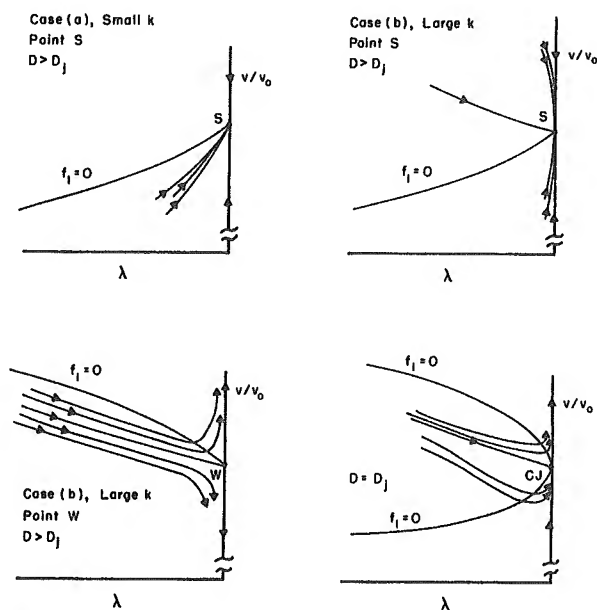 Case (a), Small k
Point S
D > Dj
v/v₀
S
f₁ = 0
λ
Case (b), Large k
Point S
D > Dj
v/v₀
S
f₁ = 0
λ
f₁ = 0
v/v₀
W
Case (b), Large k
Point W
D > Dj
λ
f₁ = 0
v/v₀
D = Dj
CJ
f₁ = 0
λ